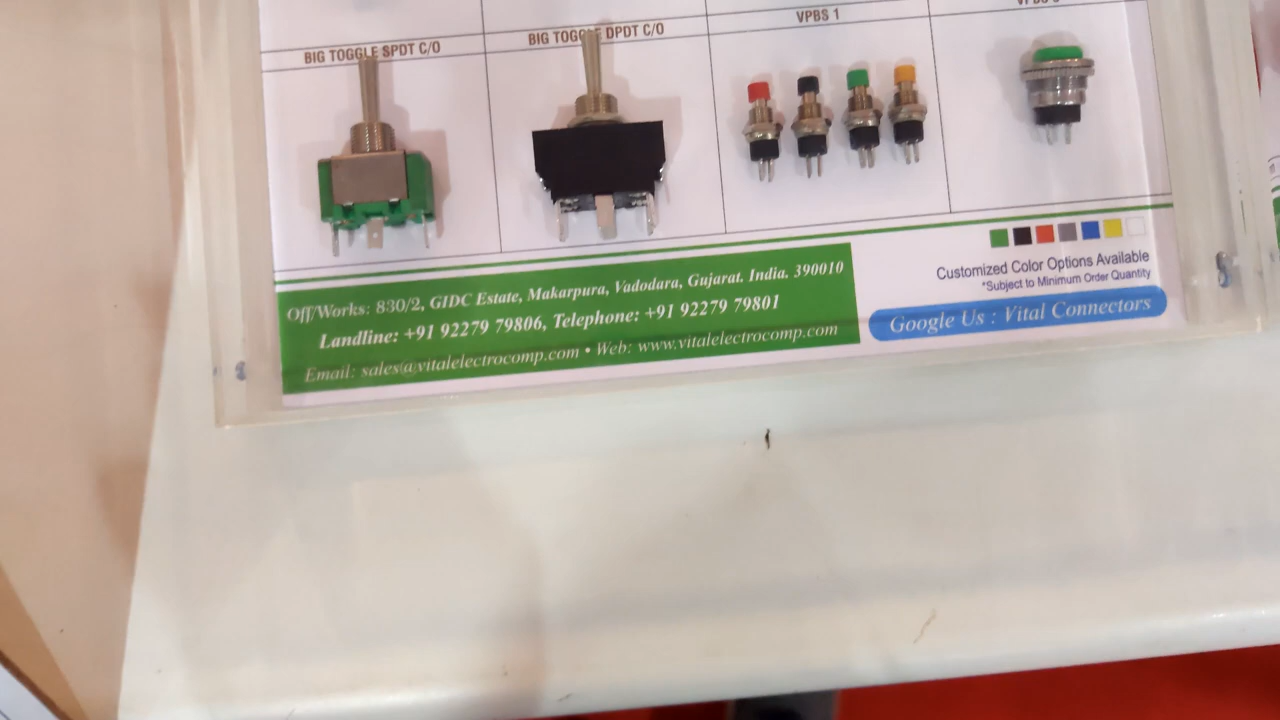 BIG TOGGLE SPDT C/O
BIG TOGGLE DPDT C/O
VPBS 1
Customized Color Options Available
*Subject to Minimum Order Quantity
Off/Works: 830/2, GIDC Estate, Makarpura, Vadodara, Gujarat. India. 390010
Landline: +91 92279 79806, Telephone: +91 92279 79801
Email: sales@vitalelectrocomp.com • Web: www.vitalelectrocomp.com
Google Us : Vital Connectors